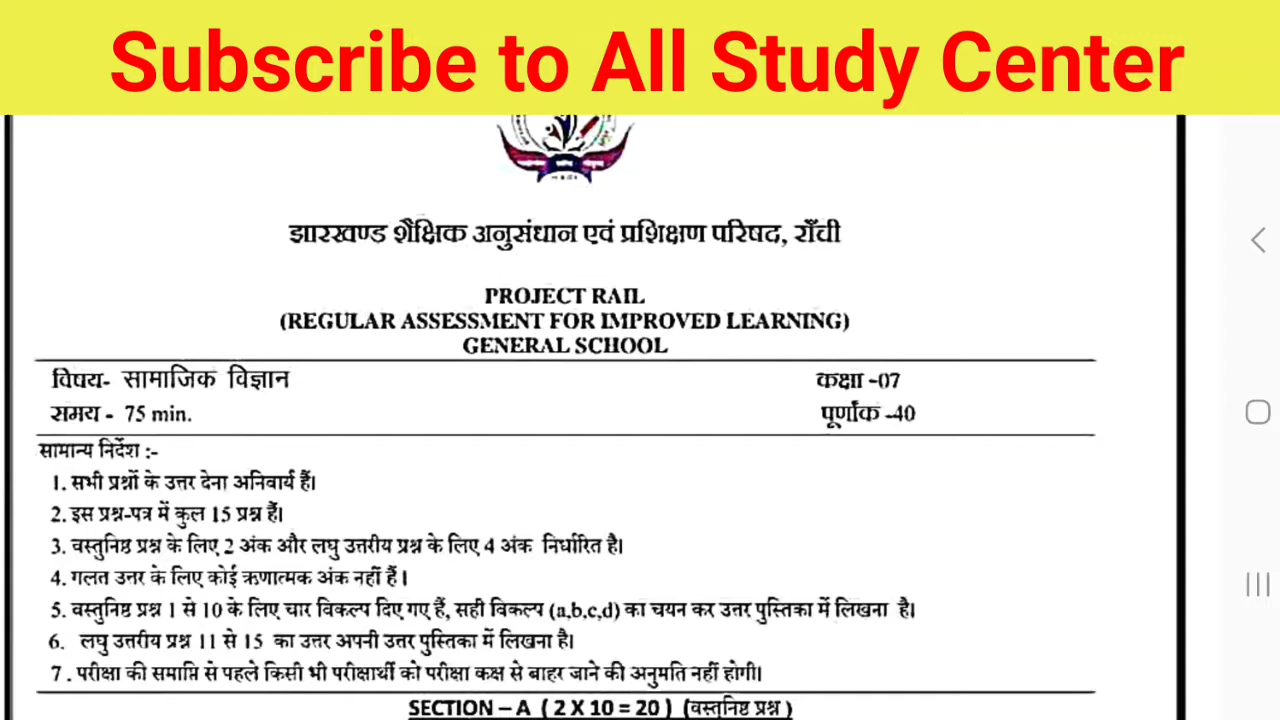 Subscribe to All Study Center
झारखण्ड शैक्षिक अनुसंधान एवं प्रशिक्षण परिषद, राँची
PROJECT RAIL
(REGULAR ASSESSMENT FOR IMPROVED LEARNING)
GENERAL SCHOOL
विषय- सामाजिक विज्ञान कक्षा -07
समय - 75 min. पूर्णांक -40
सामान्य निर्देश :-
1. सभी प्रश्नों के उत्तर देना अनिवार्य हैं।
2. इस प्रश्न-पत्र में कुल 15 प्रश्न हैं।
3. वस्तुनिष्ठ प्रश्न के लिए 2 अंक और लघु उत्तरीय प्रश्न के लिए 4 अंक निर्धारित है।
4. गलत उत्तर के लिए कोई ऋणात्मक अंक नहीं हैं ।
5. वस्तुनिष्ठ प्रश्न 1 से 10 के लिए चार विकल्प दिए गए हैं, सही विकल्प (a,b,c,d) का चयन कर उत्तर पुस्तिका में लिखना है।
6. लघु उत्तरीय प्रश्न 11 से 15 का उत्तर अपनी उत्तर पुस्तिका में लिखना है।
7 . परीक्षा की समाप्ति से पहले किसी भी परीक्षार्थी को परीक्षा कक्ष से बाहर जाने की अनुमति नहीं होगी।
SECTION – A ( 2 X 10 = 20 ) (वस्तुनिष्ठ प्रश्न )